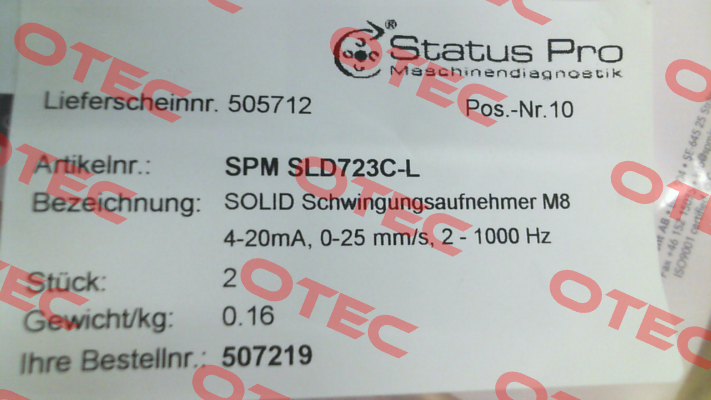 Status Pro®
Maschinendiagnostik
Lieferscheinnr. 505712 Pos.-Nr.10
Artikelnr.: SPM SLD723C-L
Bezeichnung: SOLID Schwingungsaufnehmer M8
4-20mA, 0-25 mm/s, 2 - 1000 Hz
Stück: 2
Gewicht/kg: 0.16
Ihre Bestellnr.: 507219
OTEC
OTEC
OTEC
OTEC
OTEC
OTEC
OTEC